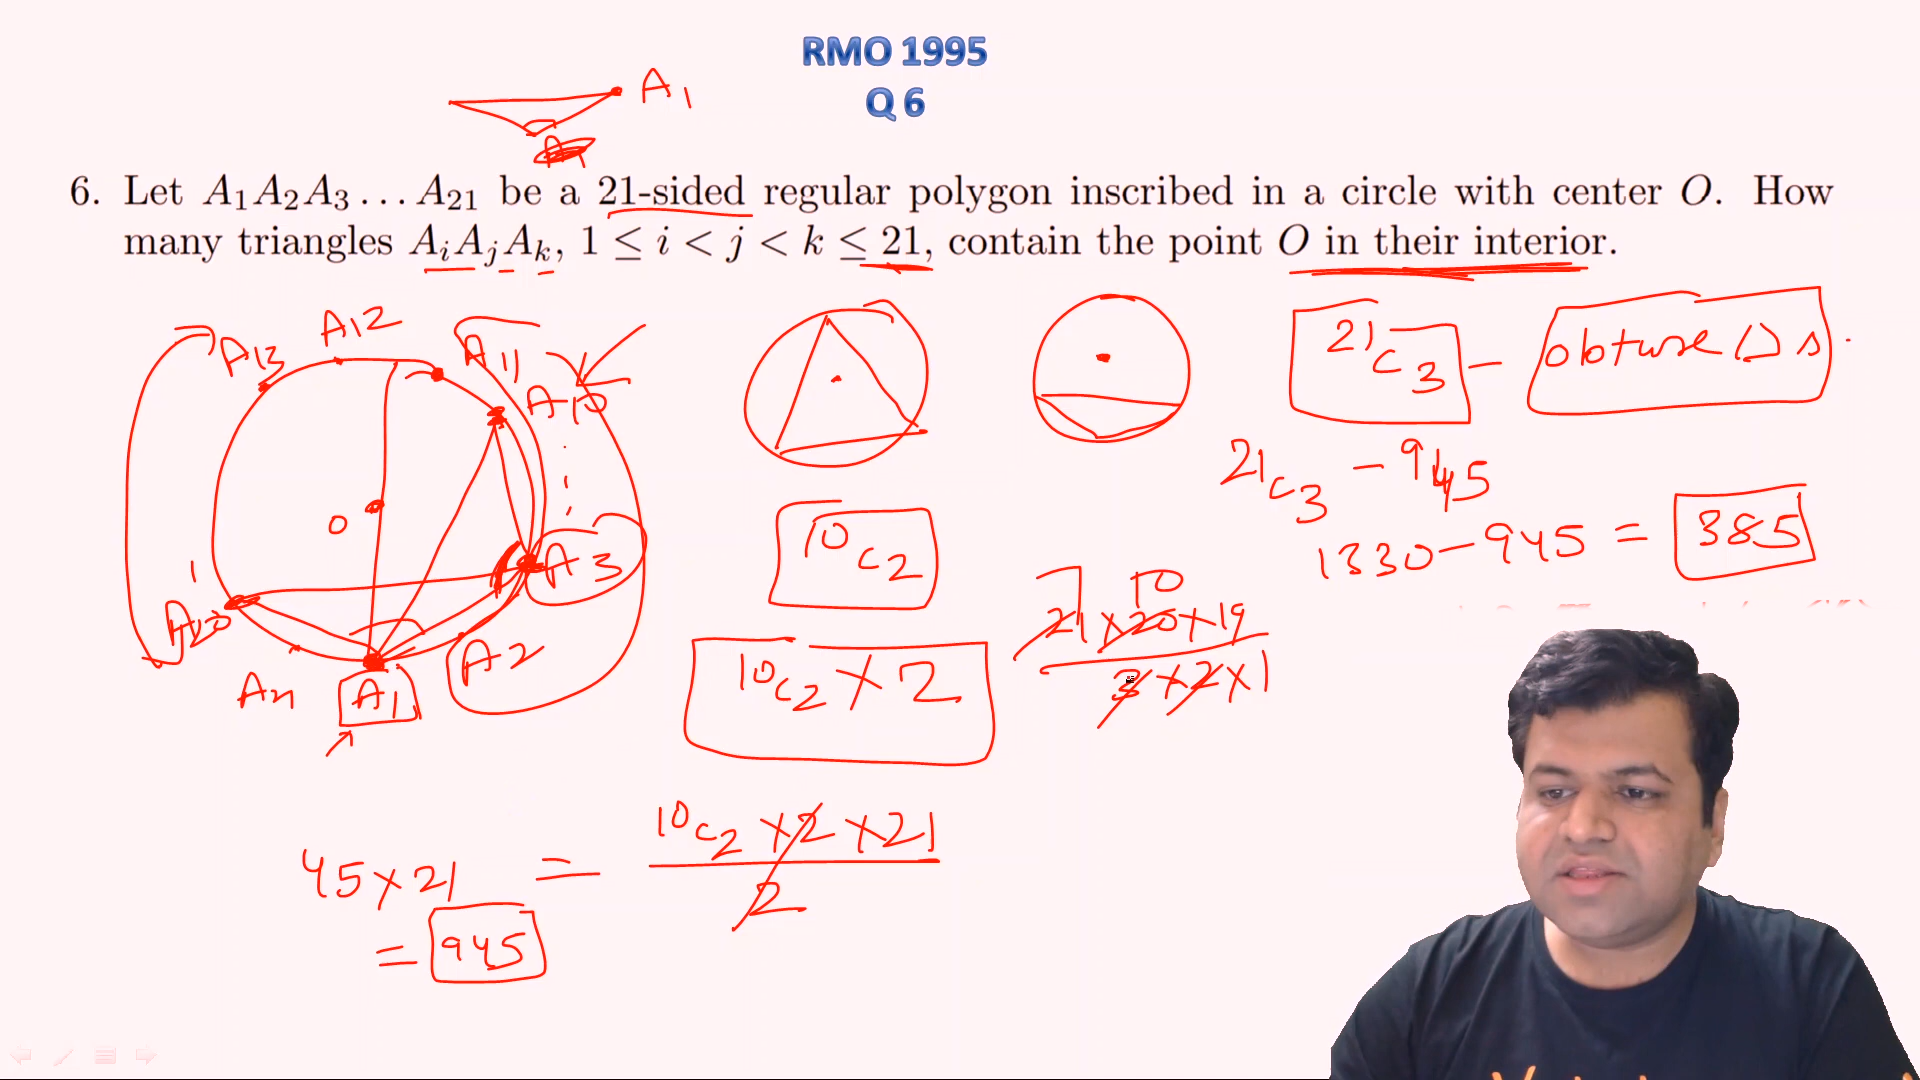 RMO 1995
Q 6
A1
6. Let A₁A₂A₃ … A₂₁ be a 21-sided regular polygon inscribed in a circle with center O. How
many triangles AᵢAⱼAₖ, 1 ≤ i < j < k ≤ 21, contain the point O in their interior.
A12
A13
A11
A10
O
A3
A2
A1
10C2
10C2 × 2
21C3 – obtuse Δs.
21C3 – 945
1330 – 945 = 385
7 10
21×20×19
3×2×1
45×21 = 10C2 ×2 ×21
2
= 945